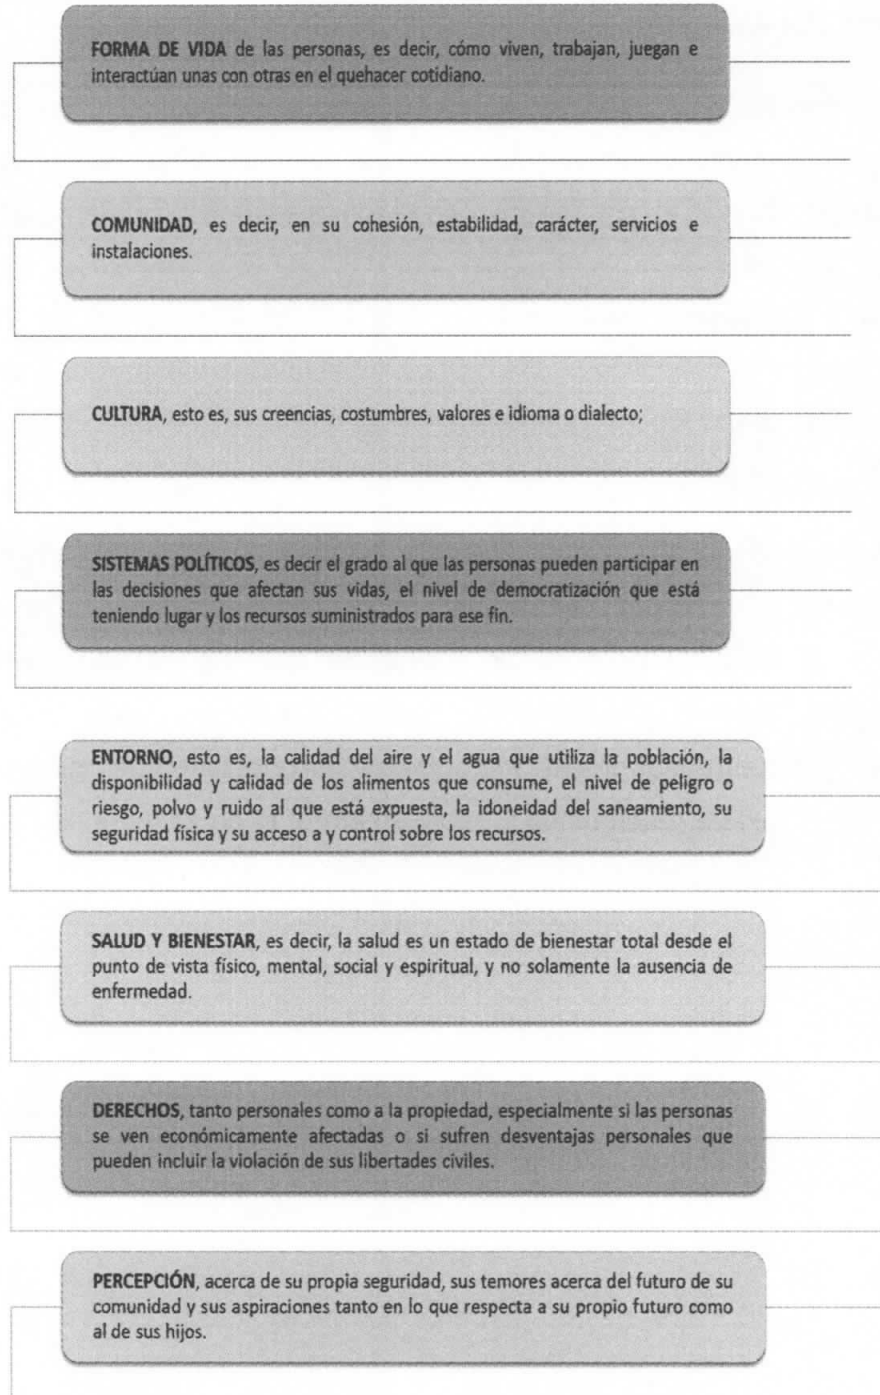 FORMA DE VIDA de las personas, es decir, cómo viven, trabajan, juegan e
interactúan unas con otras en el quehacer cotidiano.
COMUNIDAD, es decir, en su cohesión, estabilidad, carácter, servicios e
instalaciones.
CULTURA, esto es, sus creencias, costumbres, valores e idioma o dialecto;
SISTEMAS POLÍTICOS, es decir el grado al que las personas pueden participar en
las decisiones que afectan sus vidas, el nivel de democratización que está
teniendo lugar y los recursos suministrados para ese fin.
ENTORNO, esto es, la calidad del aire y el agua que utiliza la población, la
disponibilidad y calidad de los alimentos que consume, el nivel de peligro o
riesgo, polvo y ruido al que está expuesta, la idoneidad del saneamiento, su
seguridad física y su acceso a y control sobre los recursos.
SALUD Y BIENESTAR, es decir, la salud es un estado de bienestar total desde el
punto de vista físico, mental, social y espiritual, y no solamente la ausencia de
enfermedad.
DERECHOS, tanto personales como a la propiedad, especialmente si las personas
se ven económicamente afectadas o si sufren desventajas personales que
pueden incluir la violación de sus libertades civiles.
PERCEPCIÓN, acerca de su propia seguridad, sus temores acerca del futuro de su
comunidad y sus aspiraciones tanto en lo que respecta a su propio futuro como
al de sus hijos.